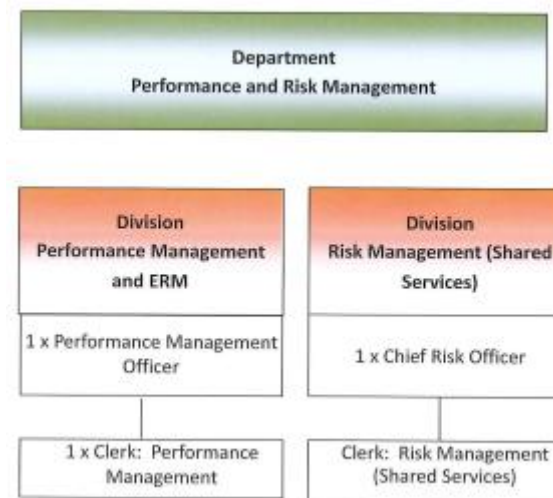 Department
Performance and Risk Management
Division
Performance Management
and ERM
Division
Risk Management (Shared
Services)
1 x Performance Management
Officer
1 x Chief Risk Officer
1 x Clerk: Performance
Management
Clerk: Risk Management
(Shared Services)